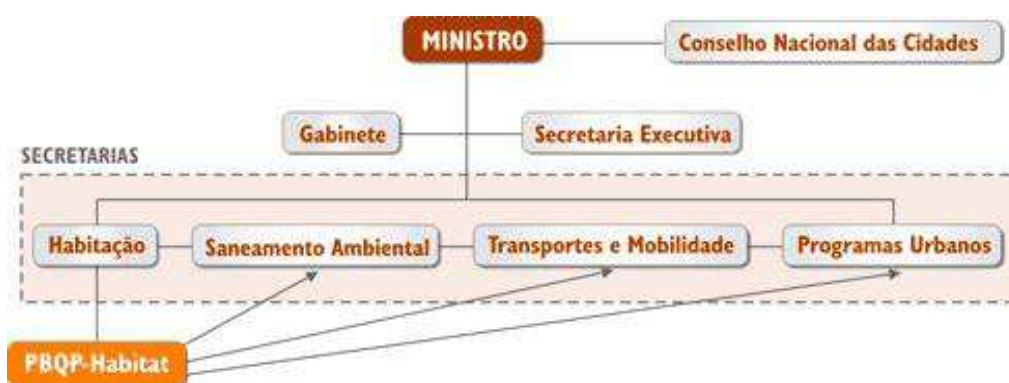 MINISTRO
Conselho Nacional das Cidades
Gabinete
Secretaria Executiva
SECRETARIAS
Habitação
Saneamento Ambiental
Transportes e Mobilidade
Programas Urbanos
PBQP-Habitat